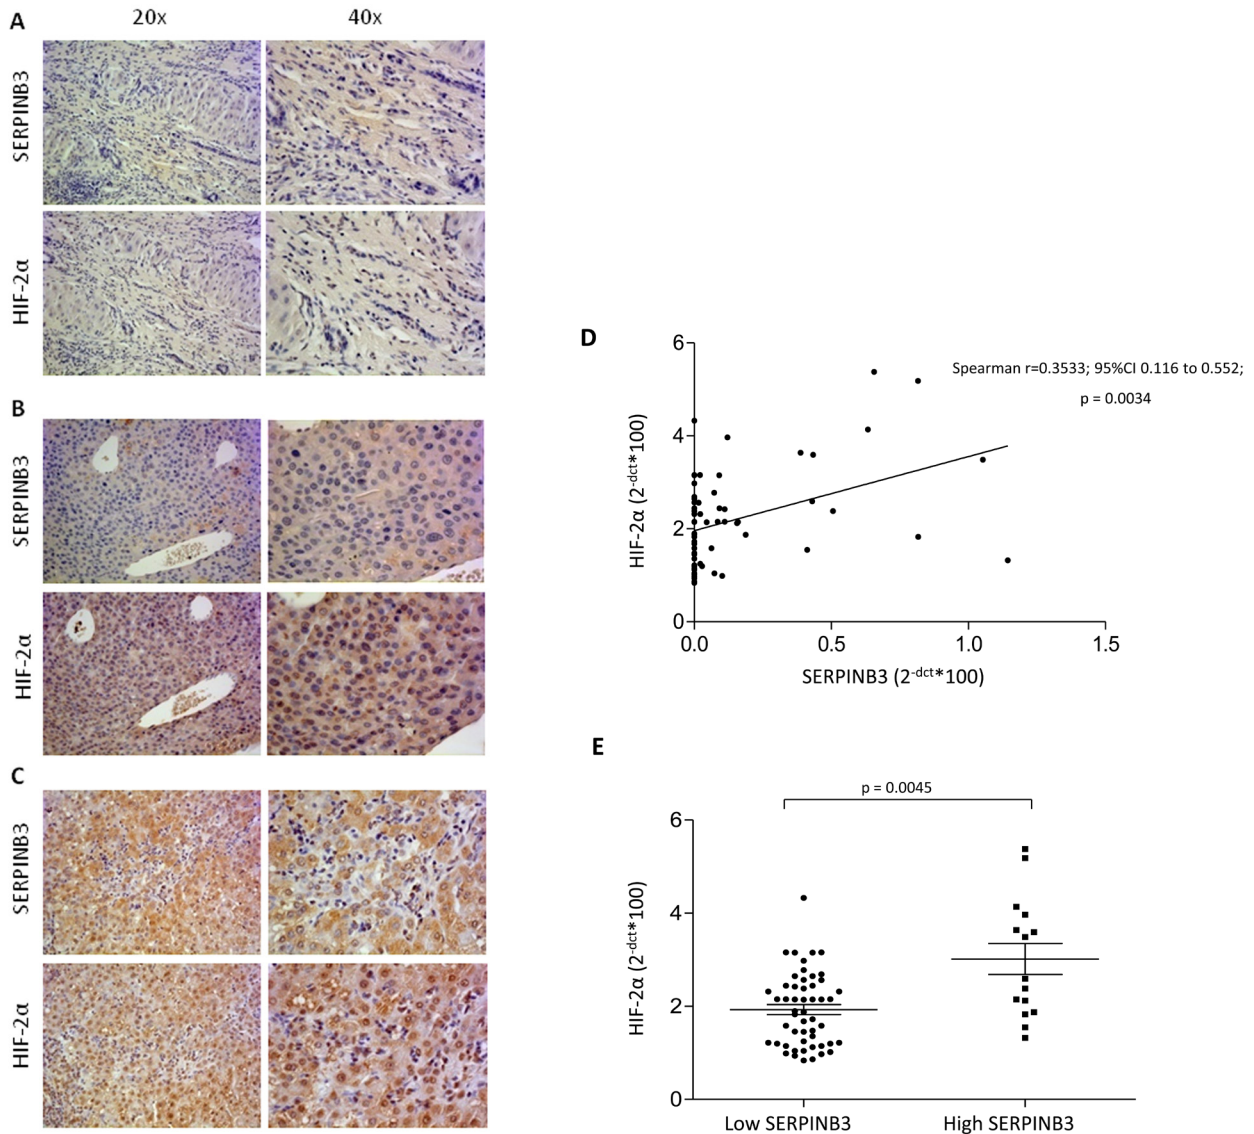 A
20x
40x
SERPINB3
HIF-2α
B
SERPINB3
HIF-2α
C
SERPINB3
HIF-2α
D
Spearman r=0.3533; 95%CI 0.116 to 0.552;
p = 0.0034
HIF-2α (2-dct*100)
6
4
2
0
0.0
0.5
1.0
1.5
SERPINB3 (2-dct*100)
E
p = 0.0045
HIF-2α (2-dct*100)
6
4
2
0
Low SERPINB3
High SERPINB3